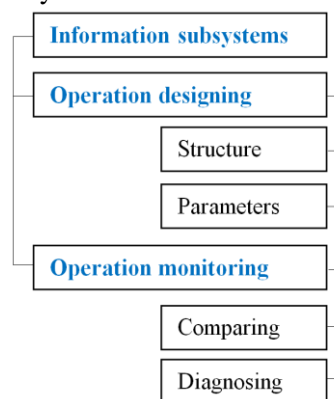 Information subsystems
Operation designing
Structure
Parameters
Operation monitoring
Comparing
Diagnosing